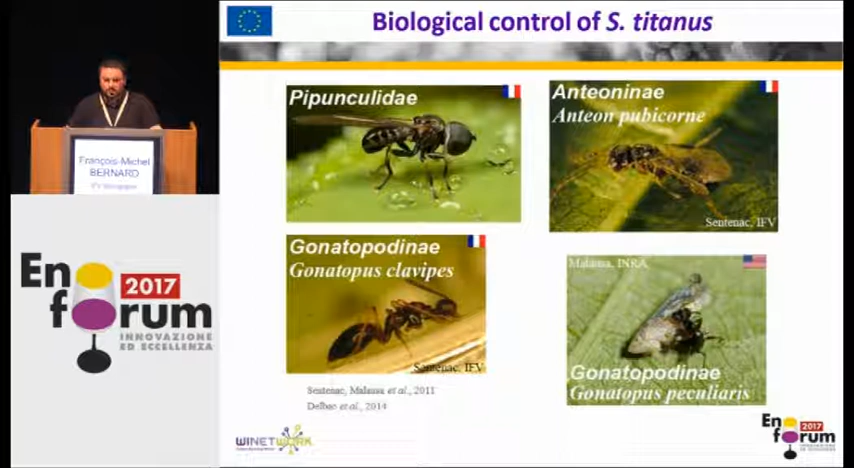 Biological control of S. titanus
Pipunculidae
Anteoninae
Anteon pubicorne
Sentenac, IFV
François-Michel
BERNARD
Gonatopodinae
Gonatopus clavipes
Sentenac, IFV
Malausa, INRA
Gonatopodinae
Gonatopus peculiaris
Sentenac, Malausa et al., 2011
Delbac et al., 2014
En
2017
forum
INNOVAZIONE
ED ECCELLENZA
WINETWORK
En
2017
forum